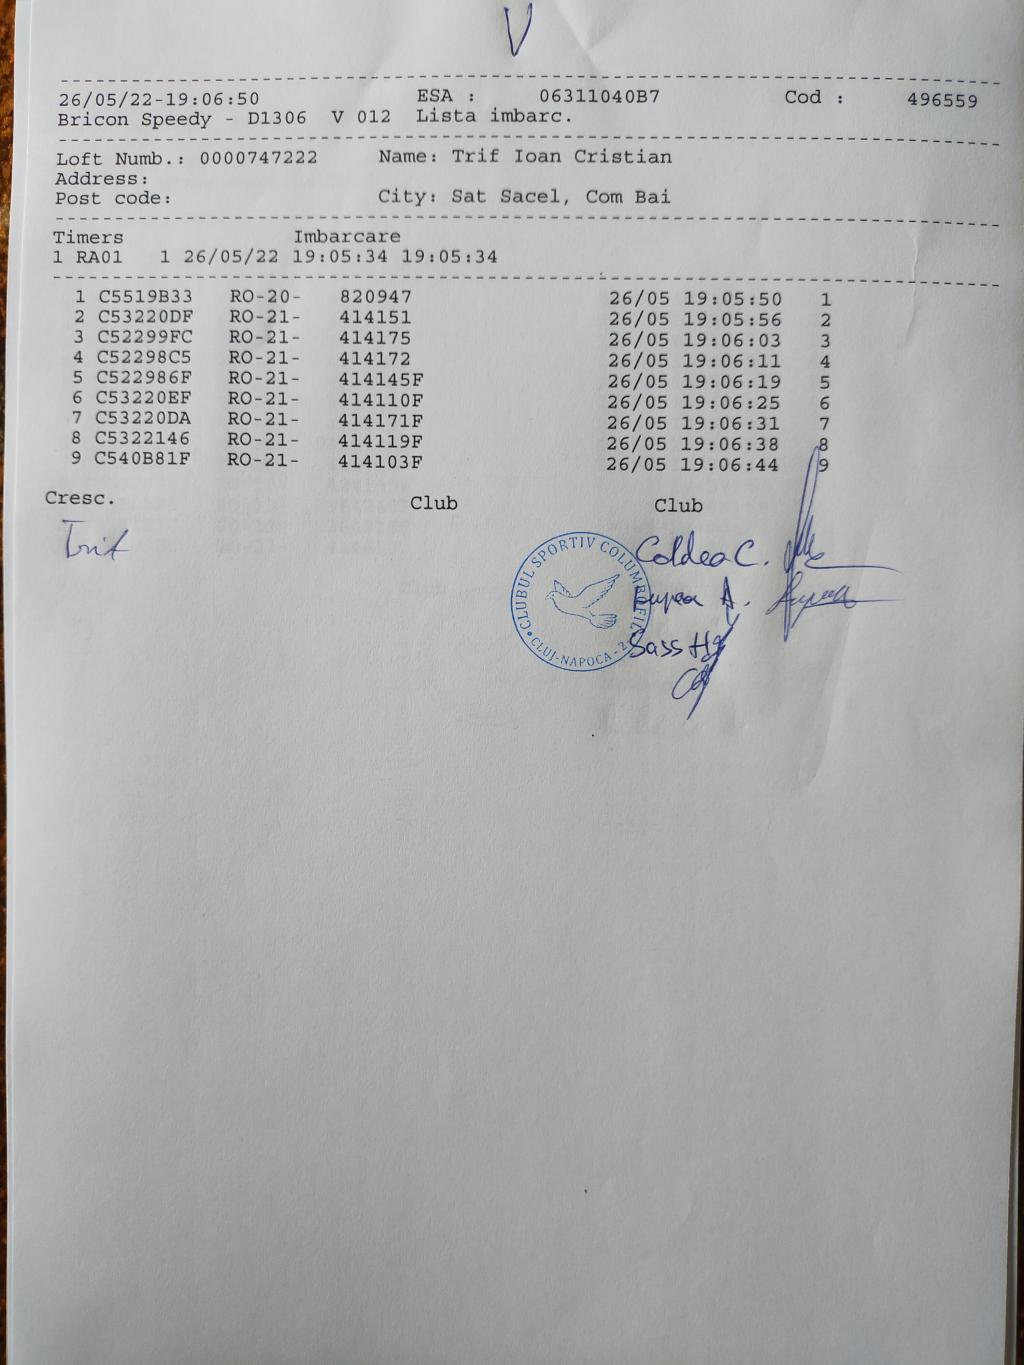 V
26/05/22-19:06:50 ESA : 06311040B7 Cod : 496559
Bricon Speedy - D1306 V 012 Lista imbarc.
Loft Numb.: 0000747222 Name: Trif Ioan Cristian
Address:
Post code: City: Sat Sacel, Com Bai
Timers Imbarcare
1 RA01 1 26/05/22 19:05:34 19:05:34
1 C5519B33 RO-20- 820947 26/05 19:05:50 1
2 C53220DF RO-21- 414151 26/05 19:05:56 2
3 C52299FC RO-21- 414175 26/05 19:06:03 3
4 C52298C5 RO-21- 414172 26/05 19:06:11 4
5 C522986F RO-21- 414145F 26/05 19:06:19 5
6 C53220EF RO-21- 414110F 26/05 19:06:25 6
7 C53220DA RO-21- 414171F 26/05 19:06:31 7
8 C5322146 RO-21- 414119F 26/05 19:06:38 8
9 C540B81F RO-21- 414103F 26/05 19:06:44 9
Cresc. Club Club
Trif
CLUBUL SPORTIV COLUMBOFIL
CLUJ-NAPOCA - 2
Coldea C.
Lupea A.
Sass